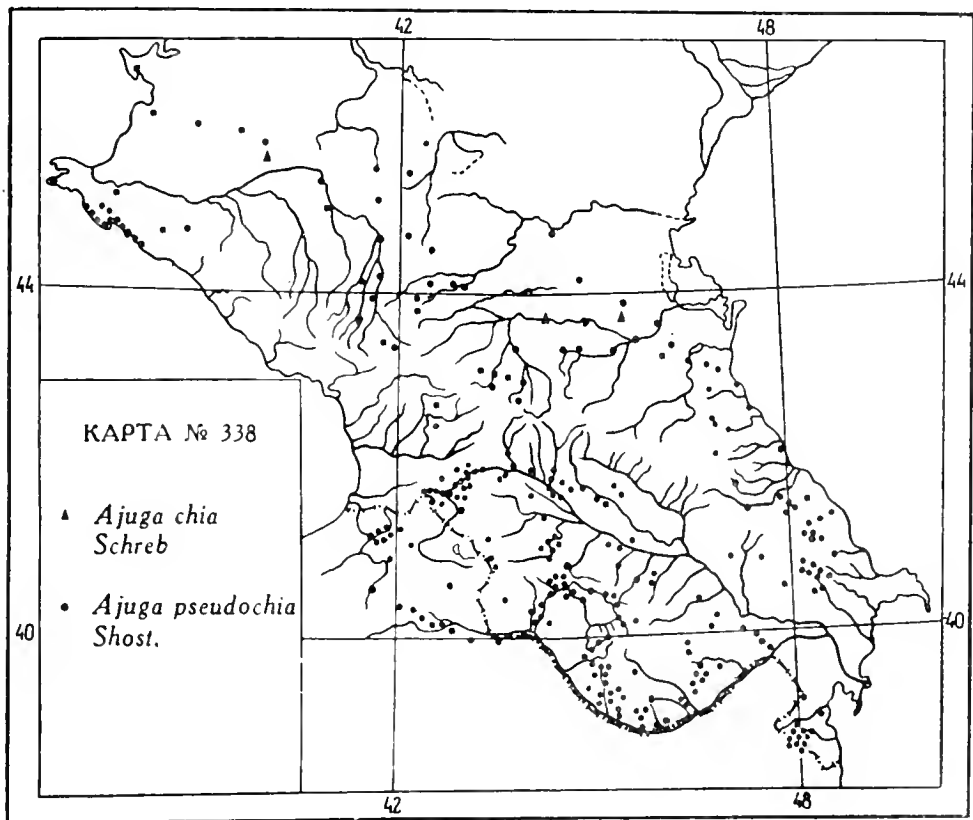 42 48
44 44
КАРТА № 338
▲ Ajuga chia
Schreb
• Ajuga pseudochia
Shost.
40 40
42 48